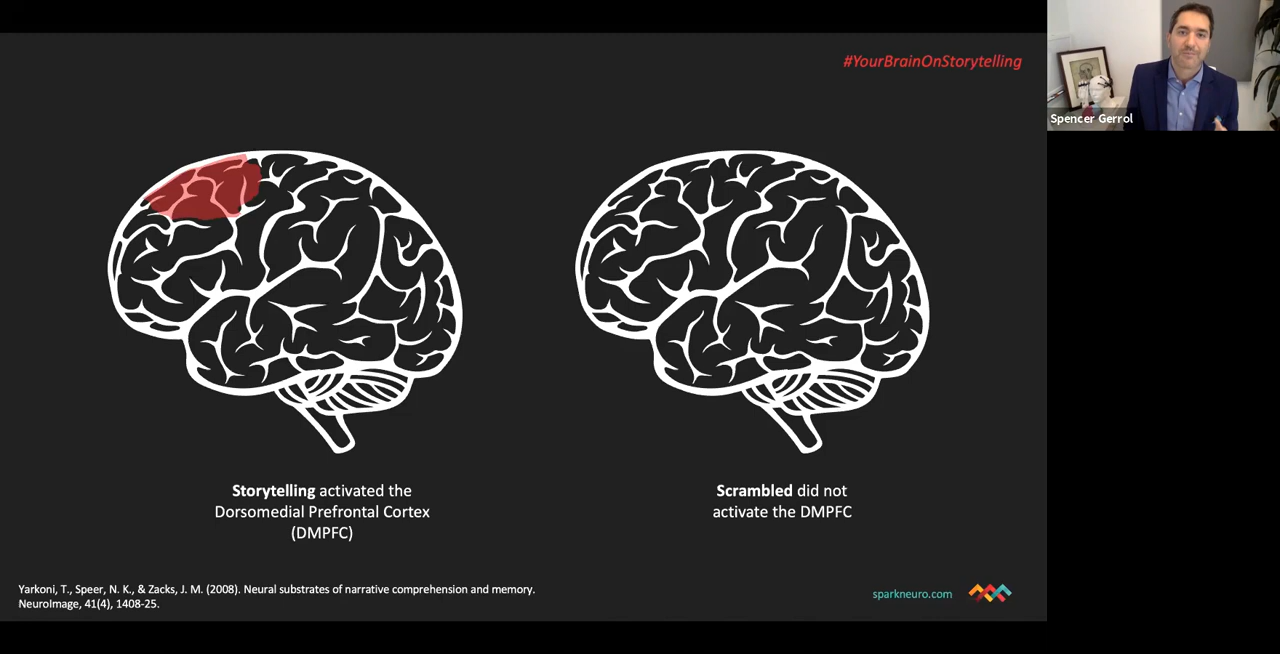 #YourBrainOnStorytelling
Spencer Gerrol
Storytelling activated the
Dorsomedial Prefrontal Cortex
(DMPFC)
Scrambled did not
activate the DMPFC
Yarkoni, T., Speer, N. K., & Zacks, J. M. (2008). Neural substrates of narrative comprehension and memory.
NeuroImage, 41(4), 1408-25.
sparkneuro.com